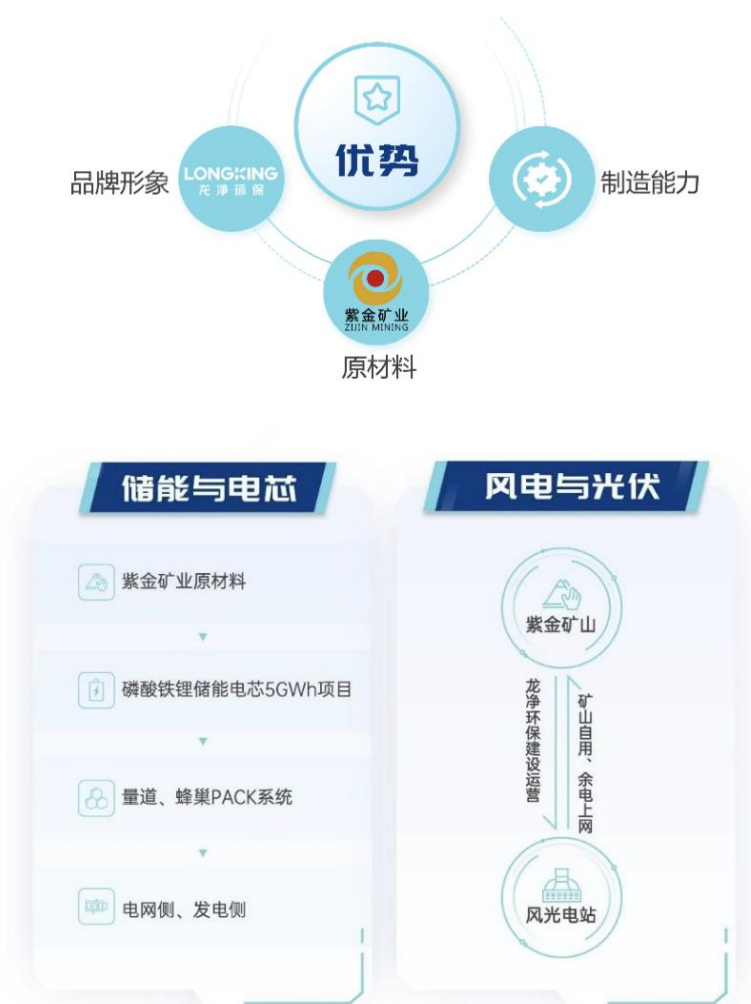 优势
品牌形象
LONGKING
龙净环保
制造能力
紫金矿业
ZIJIN MINING
原材料
储能与电芯
紫金矿业原材料
磷酸铁锂储能电芯5GWh项目
量道、蜂巢PACK系统
电网侧、发电侧
风电与光伏
紫金矿山
龙净环保建设运营
矿山自用、余电上网
风光电站